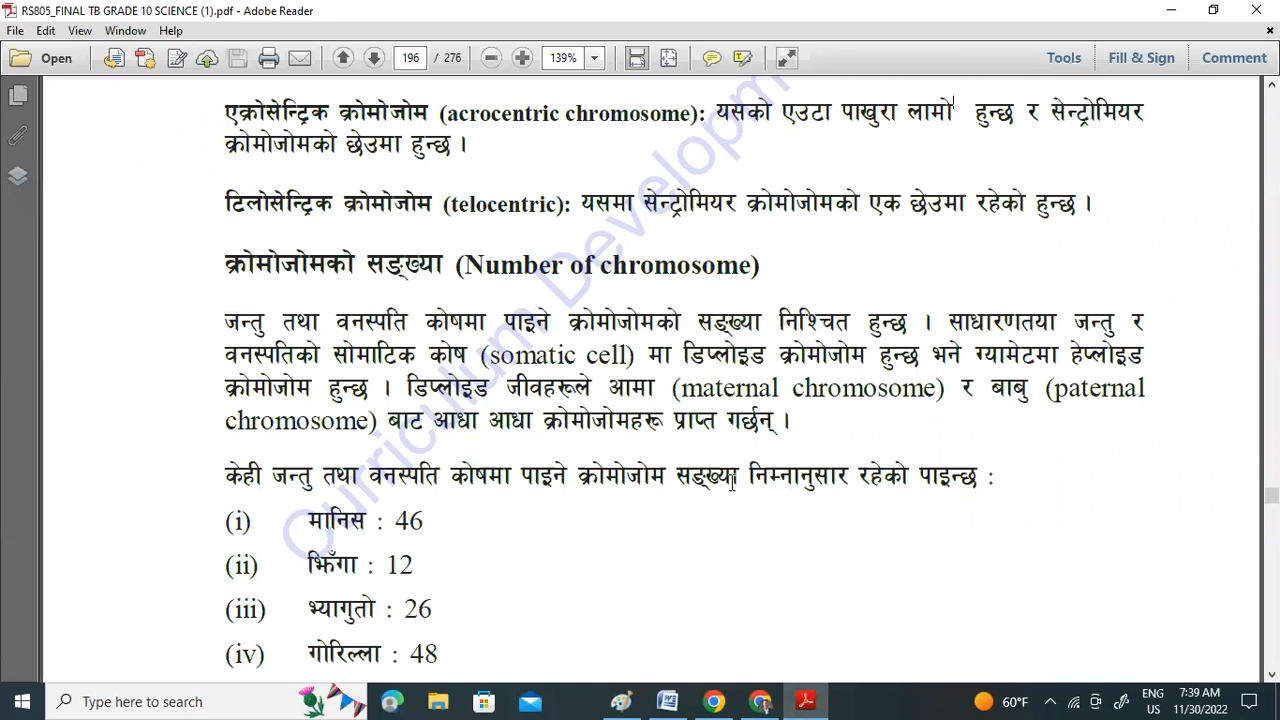 RS805_FINAL TB GRADE 10 SCIENCE (1).pdf - Adobe Reader
File Edit View Window Help
Open 196 / 276 139% Tools Fill & Sign Comment
एक्रोसेन्ट्रिक क्रोमोजोम (acrocentric chromosome): यसको एउटा पाखुरा लामो हुन्छ र सेन्ट्रोमियर
क्रोमोजोमको छेउमा हुन्छ ।
टिलोसेन्ट्रिक क्रोमोजोम (telocentric): यसमा सेन्ट्रोमियर क्रोमोजोमको एक छेउमा रहेको हुन्छ ।
क्रोमोजोमको सङ्ख्या (Number of chromosome)
जन्तु तथा वनस्पति कोषमा पाइने क्रोमोजोमको सङ्ख्या निश्चित हुन्छ । साधारणतया जन्तु र
वनस्पतिको सोमाटिक कोष (somatic cell) मा डिप्लोइड क्रोमोजोम हुन्छ भने ग्यामेटमा हेप्लोइड
क्रोमोजोम हुन्छ । डिप्लोइड जीवहरूले आमा (maternal chromosome) र बाबु (paternal
chromosome) बाट आधा आधा क्रोमोजोमहरू प्राप्त गर्छन् ।
केही जन्तु तथा वनस्पति कोषमा पाइने क्रोमोजोम सङ्ख्या निम्नानुसार रहेको पाइन्छ :
(i) मानिस : 46
(ii) झिँगा : 12
(iii) भ्यागुतो : 26
(iv) गोरिल्ला : 48
Curriculum Developm
Type here to search 60°F ENG US 7:39 AM 11/30/2022